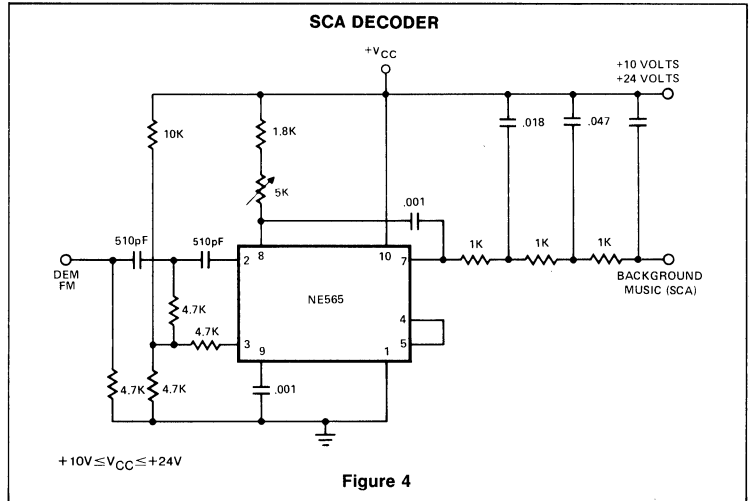 SCA DECODER
+VCC
+10 VOLTS
+24 VOLTS
10K
1.8K
.018
.047
5K
.001
510pF
510pF
2
8
10
7
1K
1K
1K
DEM
FM
BACKGROUND
MUSIC (SCA)
NE565
4.7K
4
4.7K
3
5
9
1
4.7K
4.7K
.001
+10V≤VCC≤+24V
Figure 4